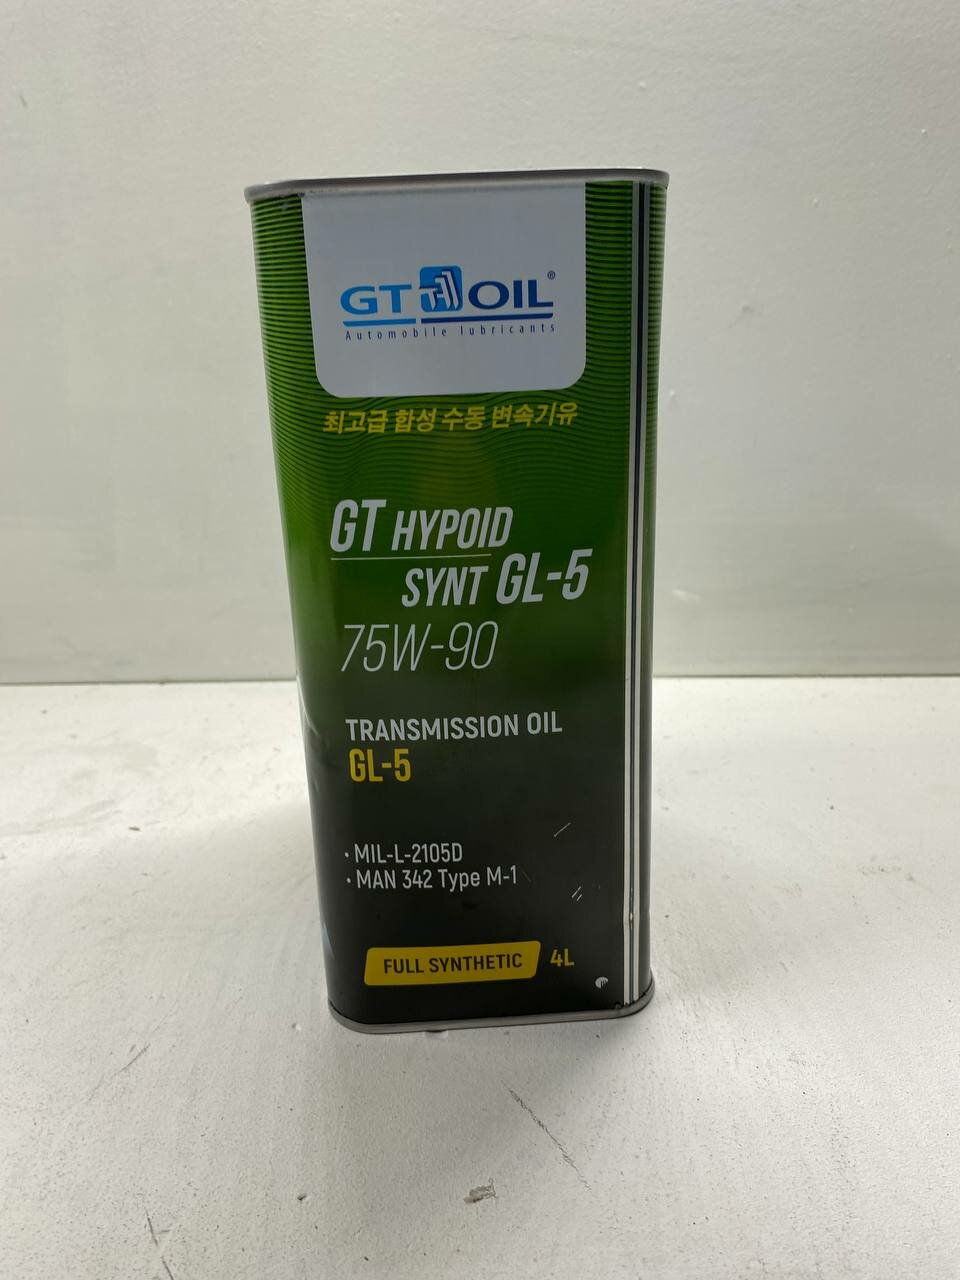 GT OIL®
Automobile lubricants
최고급 합성 수동 변속기유
GT HYPOID
SYNT GL-5
75W-90
TRANSMISSION OIL
GL-5
· MIL-L-2105D
· MAN 342 Type M-1
FULL SYNTHETIC 4L